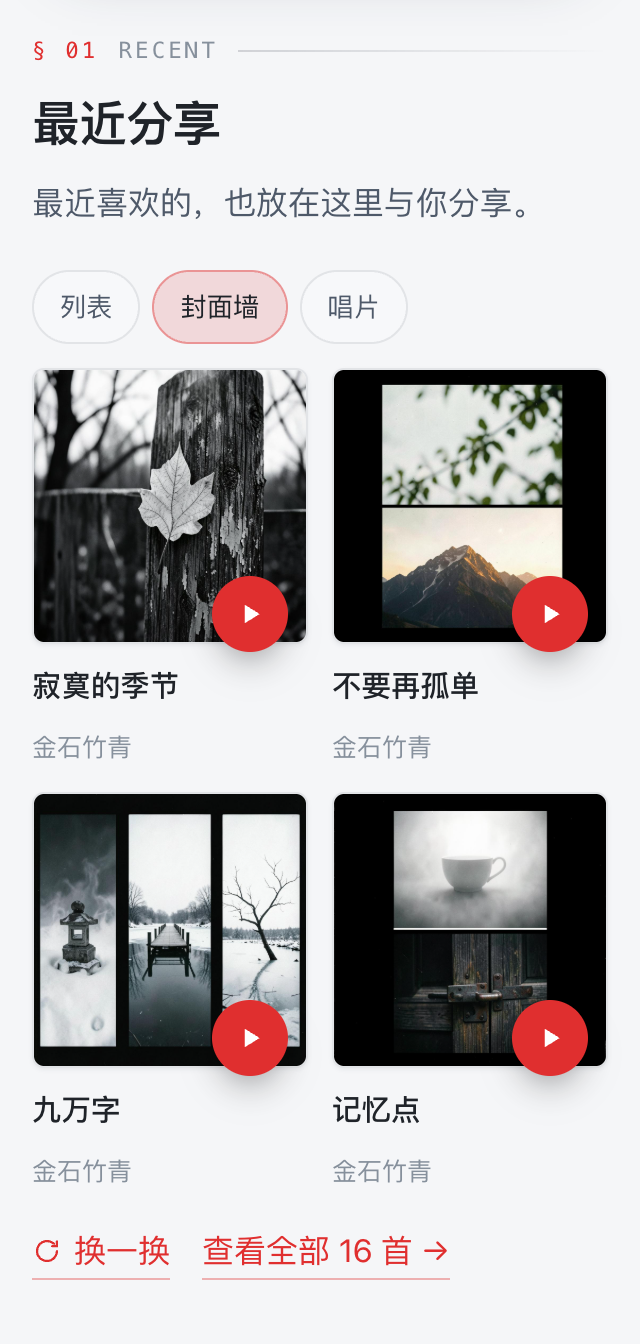 § 01 RECENT
最近分享
最近喜欢的，也放在这里与你分享。
列表 封面墙 唱片
寂寞的季节 不要再孤单
金石竹青 金石竹青
九万字 记忆点
金石竹青 金石竹青
换一换 查看全部 16 首 →